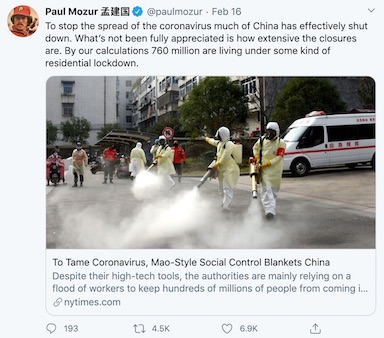 Paul Mozur 孟建国 @paulmozur · Feb 16
To stop the spread of the coronavirus much of China has effectively shut
down. What's not been fully appreciated is how extensive the closures
are. By our calculations 760 million are living under some kind of
residential lockdown.
To Tame Coronavirus, Mao-Style Social Control Blankets China
Despite their high-tech tools, the authorities are mainly relying on a
flood of workers to keep hundreds of millions of people from coming i...
nytimes.com
193 4.5K 6.9K